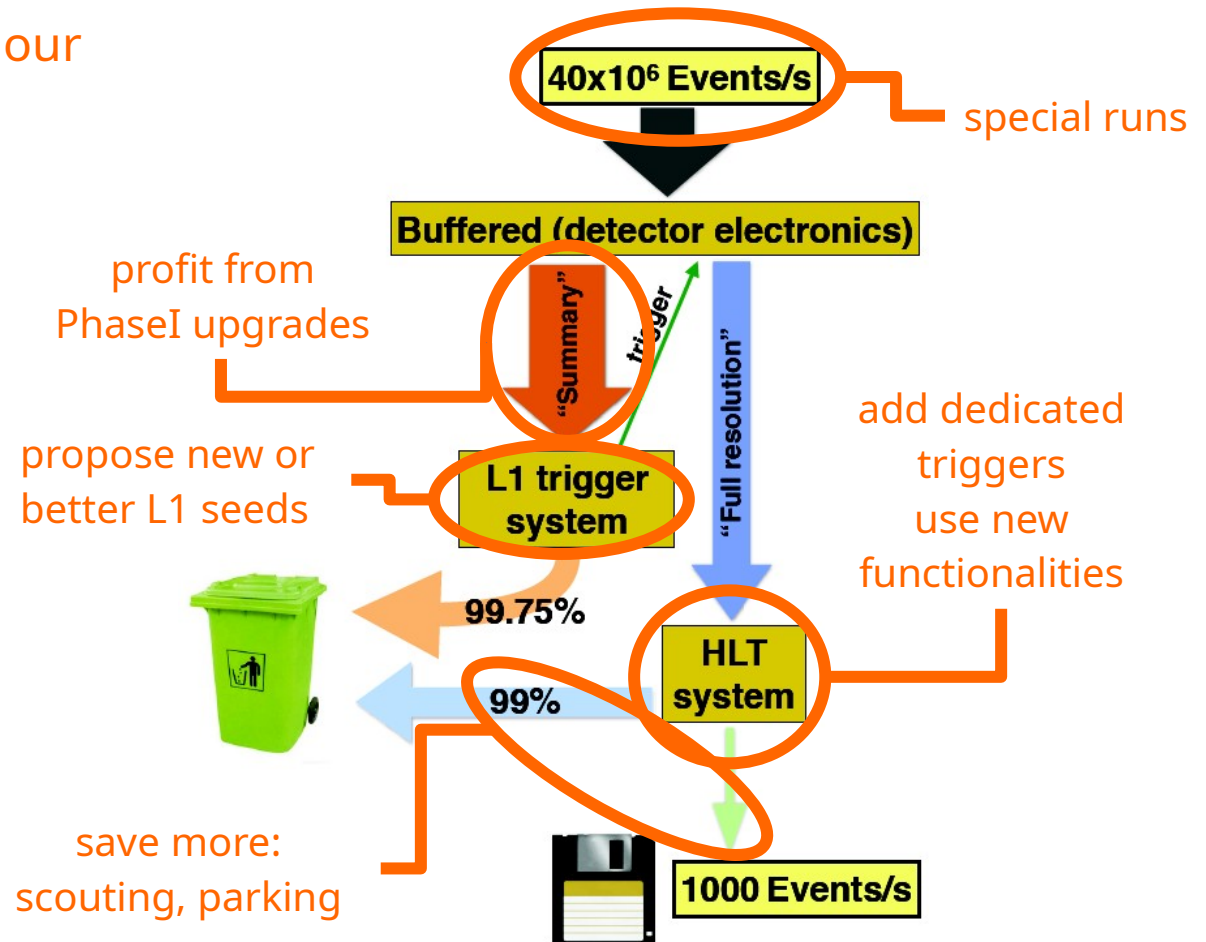 our
40x10⁶ Events/s
special runs
Buffered (detector electronics)
profit from
PhaseI upgrades
“Summary”
trigger
“Full resolution”
add dedicated
triggers
use new
functionalities
propose new or
better L1 seeds
L1 trigger
system
99.75%
HLT
system
99%
save more:
scouting, parking
1000 Events/s